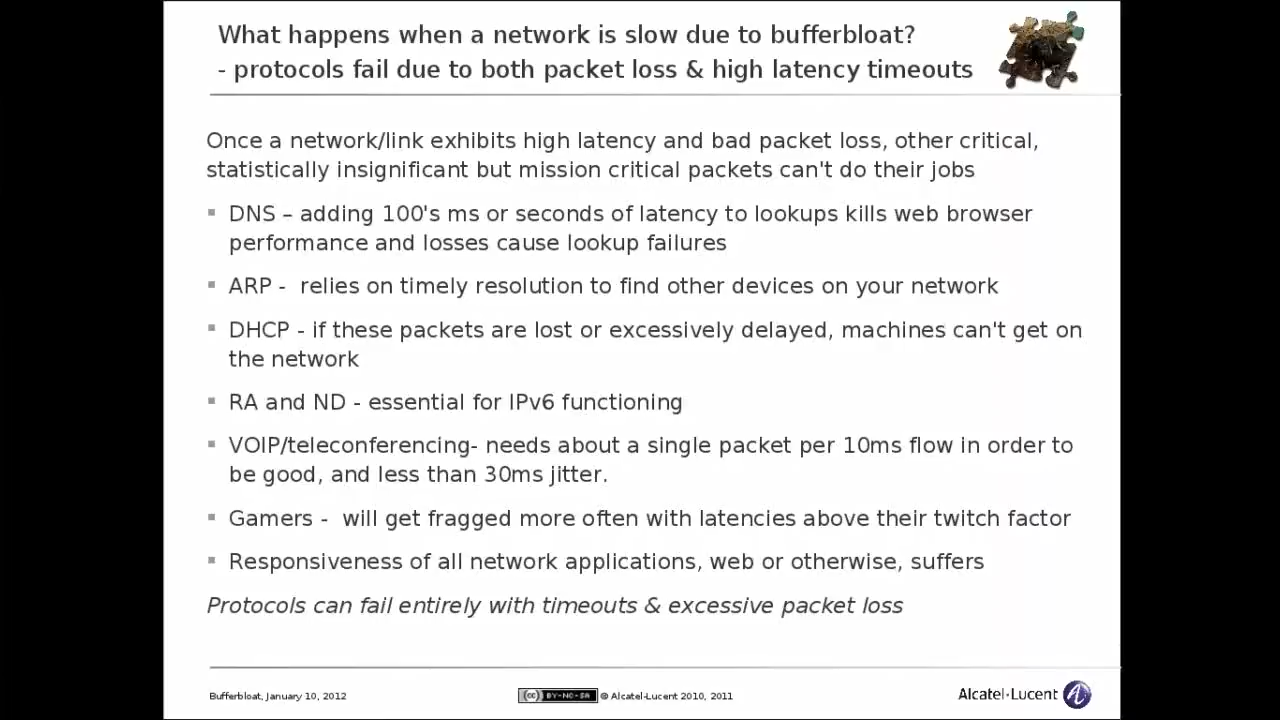 What happens when a network is slow due to bufferbloat?
- protocols fail due to both packet loss & high latency timeouts
Once a network/link exhibits high latency and bad packet loss, other critical,
statistically insignificant but mission critical packets can't do their jobs
▪ DNS – adding 100's ms or seconds of latency to lookups kills web browser
performance and losses cause lookup failures
▪ ARP -  relies on timely resolution to find other devices on your network
▪ DHCP - if these packets are lost or excessively delayed, machines can't get on
the network
▪ RA and ND - essential for IPv6 functioning
▪ VOIP/teleconferencing- needs about a single packet per 10ms flow in order to
be good, and less than 30ms jitter.
▪ Gamers -  will get fragged more often with latencies above their twitch factor
▪ Responsiveness of all network applications, web or otherwise, suffers
Protocols can fail entirely with timeouts & excessive packet loss
Bufferbloat, January 10, 2012
(cc) BY-NC-SA © Alcatel-Lucent 2010, 2011
Alcatel·Lucent